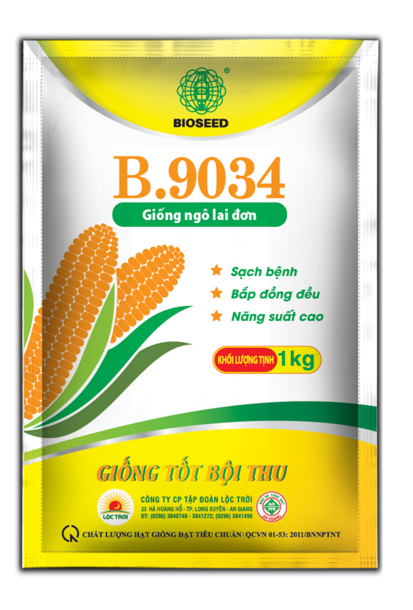 ®
BIOSEED
B.9034
Giống ngô lai đơn
Sạch bệnh
Bắp đồng đều
Năng suất cao
KHỐI LƯỢNG TỊNH 1kg
GIỐNG TỐT BỘI THU
CÔNG TY CP TẬP ĐOÀN LỘC TRỜI
23 HÀ HOÀNG HỔ - TP. LONG XUYÊN - AN GIANG
LỘC TRỜI
CHẤT LƯỢNG HẠT GIỐNG ĐẠT TIÊU CHUẨN: QCVN 01-53: 2011/BNNPTNT